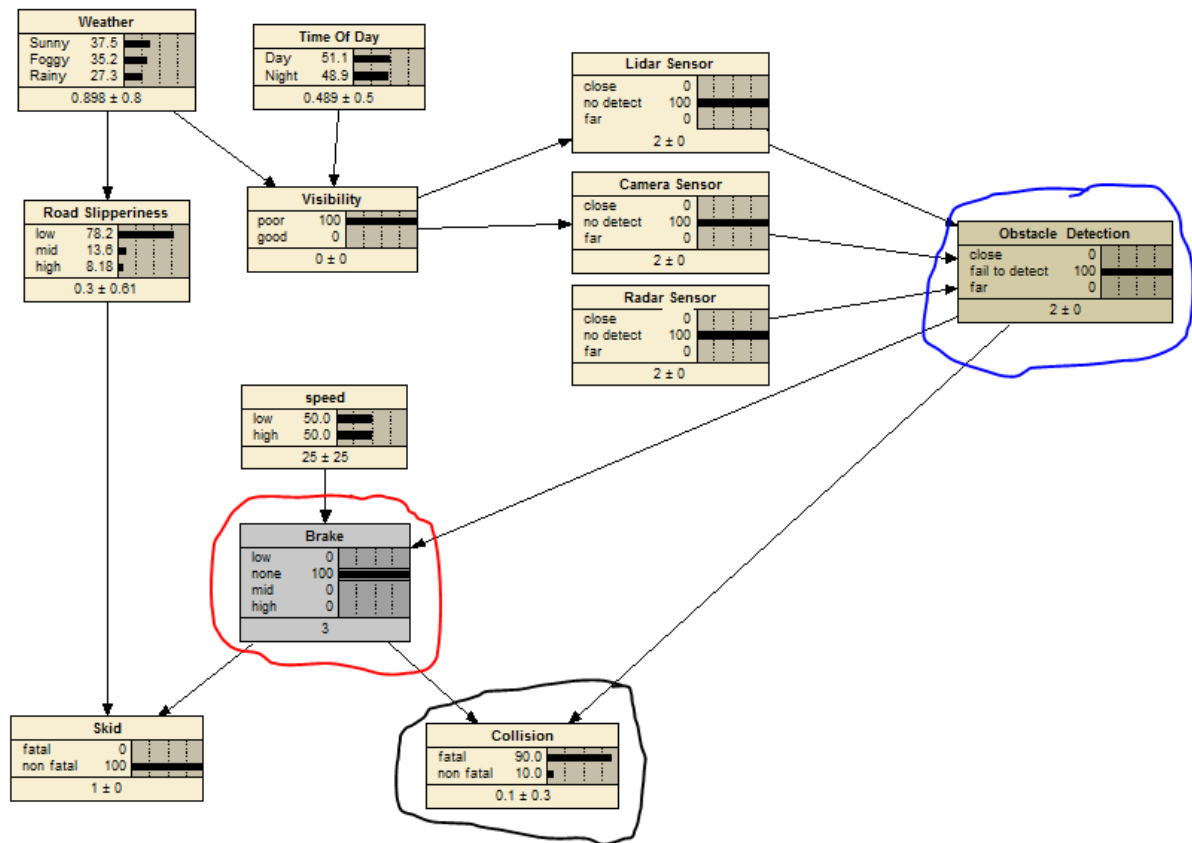 Weather
Sunny 37.5
Foggy 35.2
Rainy 27.3
0.898 ± 0.8
Time Of Day
Day 51.1
Night 48.9
0.489 ± 0.5
Lidar Sensor
close 0
no detect 100
far 0
2 ± 0
Visibility
poor 100
good 0
0 ± 0
Camera Sensor
close 0
no detect 100
far 0
2 ± 0
Road Slipperiness
low 78.2
mid 13.6
high 8.18
0.3 ± 0.61
Obstacle Detection
close 0
fail to detect 100
far 0
2 ± 0
Radar Sensor
close 0
no detect 100
far 0
2 ± 0
speed
low 50.0
high 50.0
25 ± 25
Brake
low 0
none 100
mid 0
high 0
3
Skid
fatal 0
non fatal 100
1 ± 0
Collision
fatal 90.0
non fatal 10.0
0.1 ± 0.3